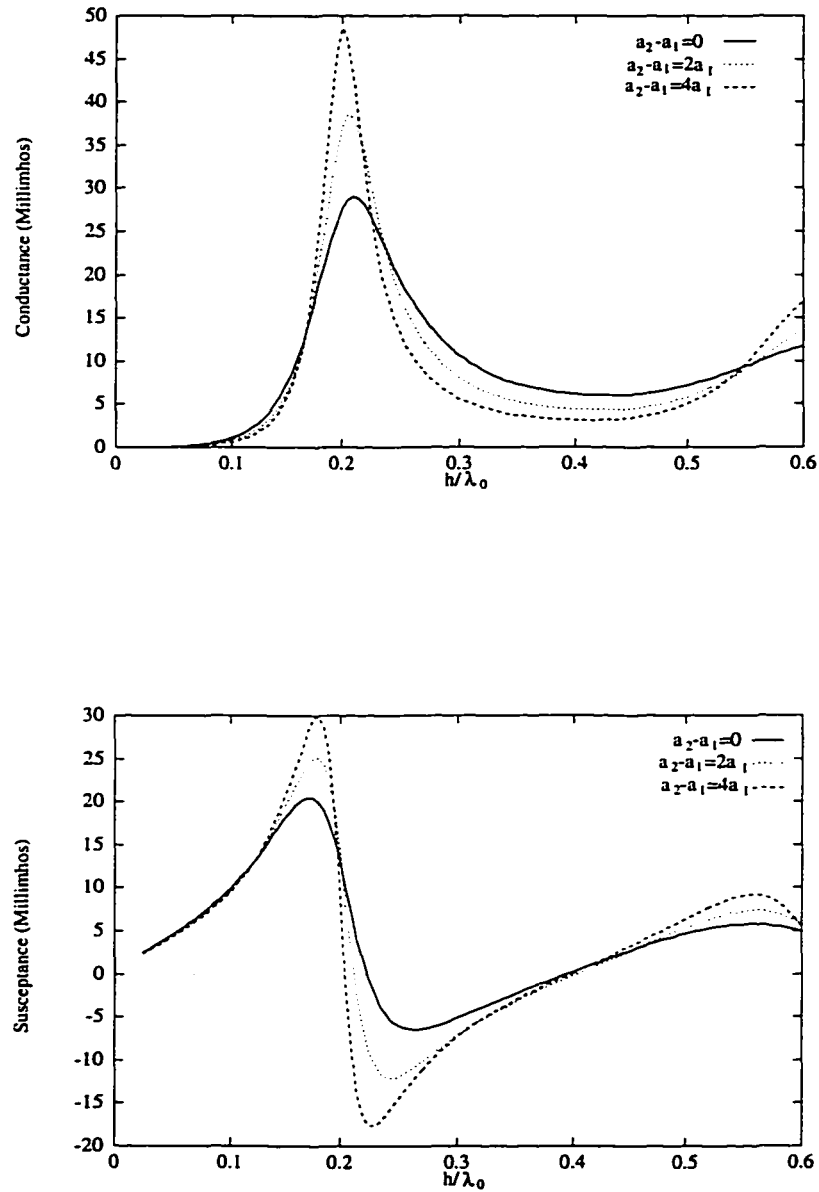 50
45
40
35
30
25
20
15
10
5
0
Conductance (Millimhos)
a₂-a₁=0
a₂-a₁=2a₁
a₂-a₁=4a₁
0 0.1 0.2 0.3 0.4 0.5 0.6
h/λ₀
30
25
20
15
10
5
0
-5
-10
-15
-20
Susceptance (Millimhos)
a₂-a₁=0
a₂-a₁=2a₁
a₂-a₁=4a₁
0 0.1 0.2 0.3 0.4 0.5 0.6
h/λ₀